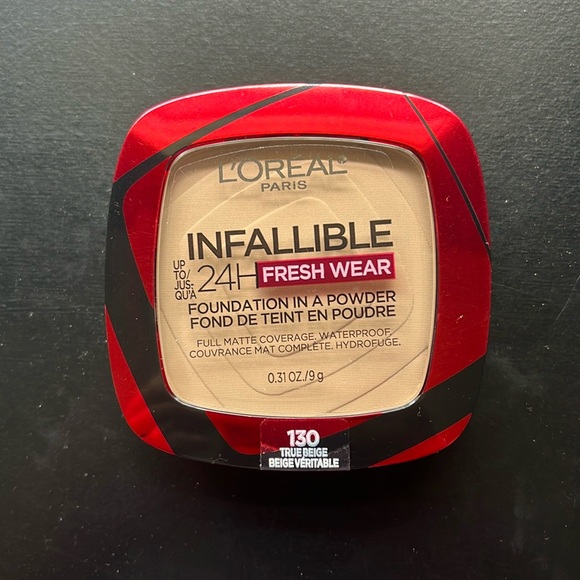 L'ORÉAL
PARIS
INFALLIBLE
UP TO/ JUS- QU'À
24H FRESH WEAR
FOUNDATION IN A POWDER
FOND DE TEINT EN POUDRE
FULL MATTE COVERAGE. WATERPROOF.
COUVRANCE MAT COMPLÈTE. HYDROFUGE.
0.31 OZ./9 g
130
TRUE BEIGE
BEIGE VÉRITABLE